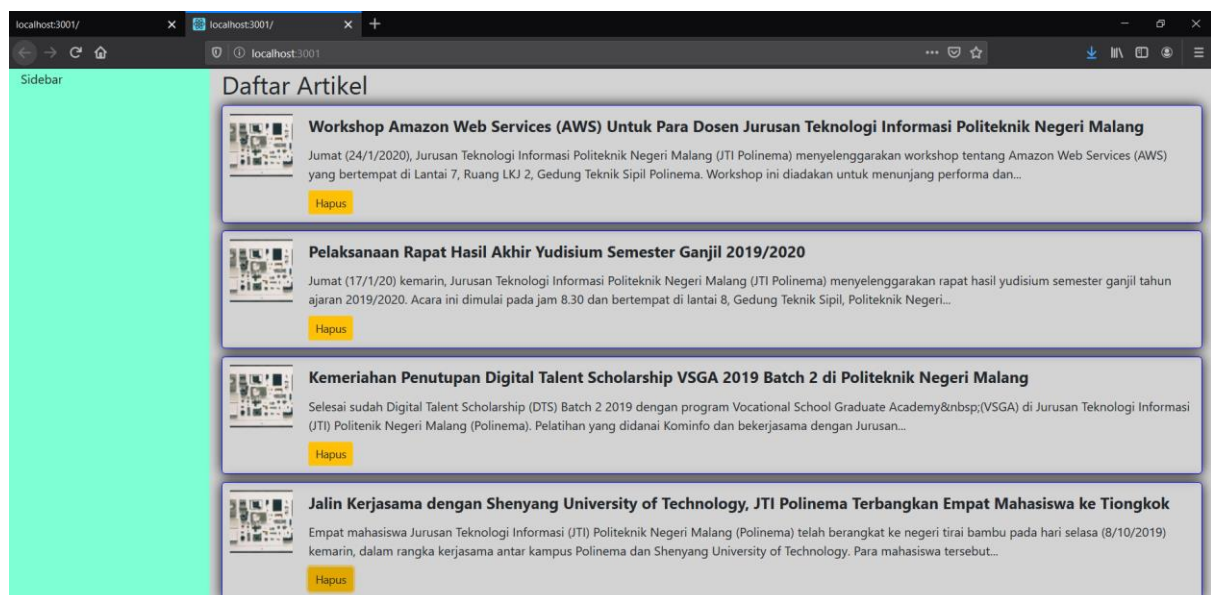 localhost:3001/
localhost:3001/
localhost:3001
Sidebar
Daftar Artikel
Workshop Amazon Web Services (AWS) Untuk Para Dosen Jurusan Teknologi Informasi Politeknik Negeri Malang
Jumat (24/1/2020), Jurusan Teknologi Informasi Politeknik Negeri Malang (JTI Polinema) menyelenggarakan workshop tentang Amazon Web Services (AWS)
yang bertempat di Lantai 7, Ruang LKJ 2, Gedung Teknik Sipil Polinema. Workshop ini diadakan untuk menunjang performa dan...
Hapus
Pelaksanaan Rapat Hasil Akhir Yudisium Semester Ganjil 2019/2020
Jumat (17/1/20) kemarin, Jurusan Teknologi Informasi Politeknik Negeri Malang (JTI Polinema) menyelenggarakan rapat hasil yudisium semester ganjil tahun
ajaran 2019/2020. Acara ini dimulai pada jam 8.30 dan bertempat di lantai 8, Gedung Teknik Sipil, Politeknik Negeri...
Hapus
Kemeriahan Penutupan Digital Talent Scholarship VSGA 2019 Batch 2 di Politeknik Negeri Malang
Selesai sudah Digital Talent Scholarship (DTS) Batch 2 2019 dengan program Vocational School Graduate Academy&nbsp;(VSGA) di Jurusan Teknologi Informasi
(JTI) Politenik Negeri Malang (Polinema). Pelatihan yang didanai Kominfo dan bekerjasama dengan Jurusan...
Hapus
Jalin Kerjasama dengan Shenyang University of Technology, JTI Polinema Terbangkan Empat Mahasiswa ke Tiongkok
Empat mahasiswa Jurusan Teknologi Informasi (JTI) Politeknik Negeri Malang (Polinema) telah berangkat ke negeri tirai bambu pada hari selasa (8/10/2019)
kemarin, dalam rangka kerjasama antar kampus Polinema dan Shenyang University of Technology. Para mahasiswa tersebut...
Hapus